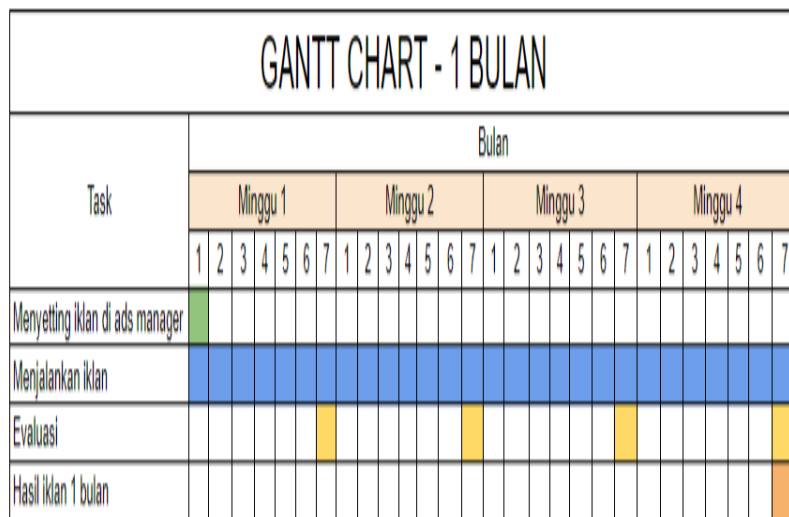 GANTT CHART - 1 BULAN
Task
Bulan
Minggu 1 Minggu 2 Minggu 3 Minggu 4
1 2 3 4 5 6 7 1 2 3 4 5 6 7 1 2 3 4 5 6 7 1 2 3 4 5 6 7
Menyetting iklan di ads manager
Menjalankan iklan
Evaluasi
Hasil iklan 1 bulan